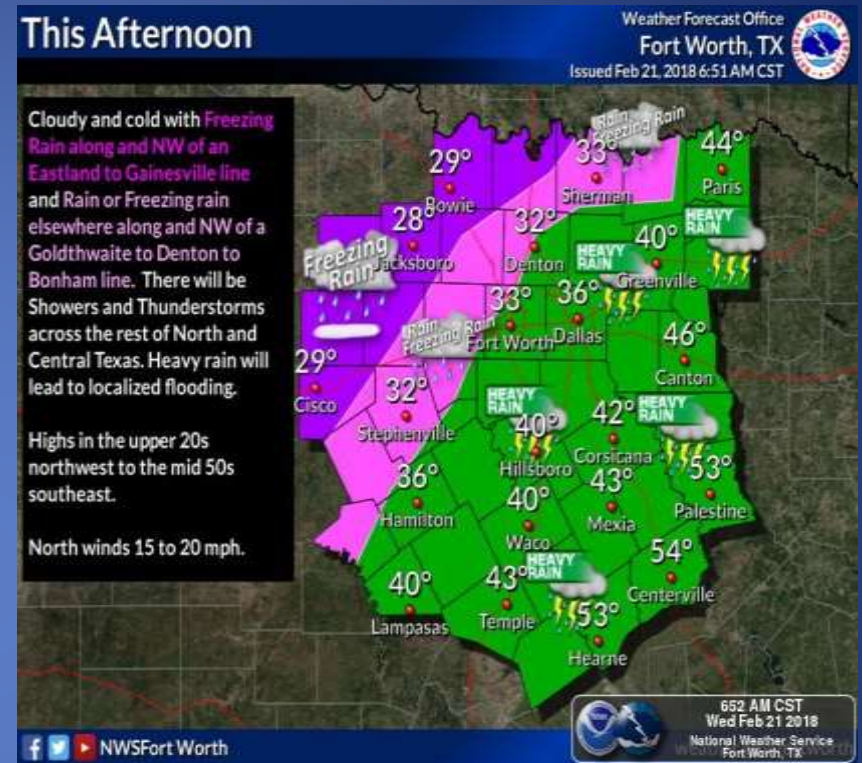 This Afternoon
Weather Forecast Office
Fort Worth, TX
Issued Feb 21, 2018 6:51 AM CST
Cloudy and cold with Freezing
Rain along and NW of an
Eastland to Gainesville line
and Rain or Freezing rain
elsewhere along and NW of a
Goldthwaite to Denton to
Bonham line. There will be
Showers and Thunderstorms
across the rest of North and
Central Texas. Heavy rain will
lead to localized flooding.
Highs in the upper 20s
northwest to the mid 50s
southeast.
North winds 15 to 20 mph.
Rain
Freezing Rain
29°
Bowie
33°
Sherman
44°
Paris
28°
Jacksboro
32°
Denton
HEAVY
RAIN
40°
Greenville
HEAVY
RAIN
Freezing
Rain
Rain
Freezing Rain
33°
Fort Worth
36°
Dallas
46°
Canton
29°
Cisco
32°
Stephenville
HEAVY
RAIN
40°
Hillsboro
42°
Corsicana
HEAVY
RAIN
53°
Palestine
36°
Hamilton
40°
Waco
43°
Mexia
HEAVY
RAIN
54°
Centerville
40°
Lampasas
43°
Temple
53°
Hearne
NWSFort Worth
652 AM CST
Wed Feb 21 2018
National Weather Service
Fort Worth, TX